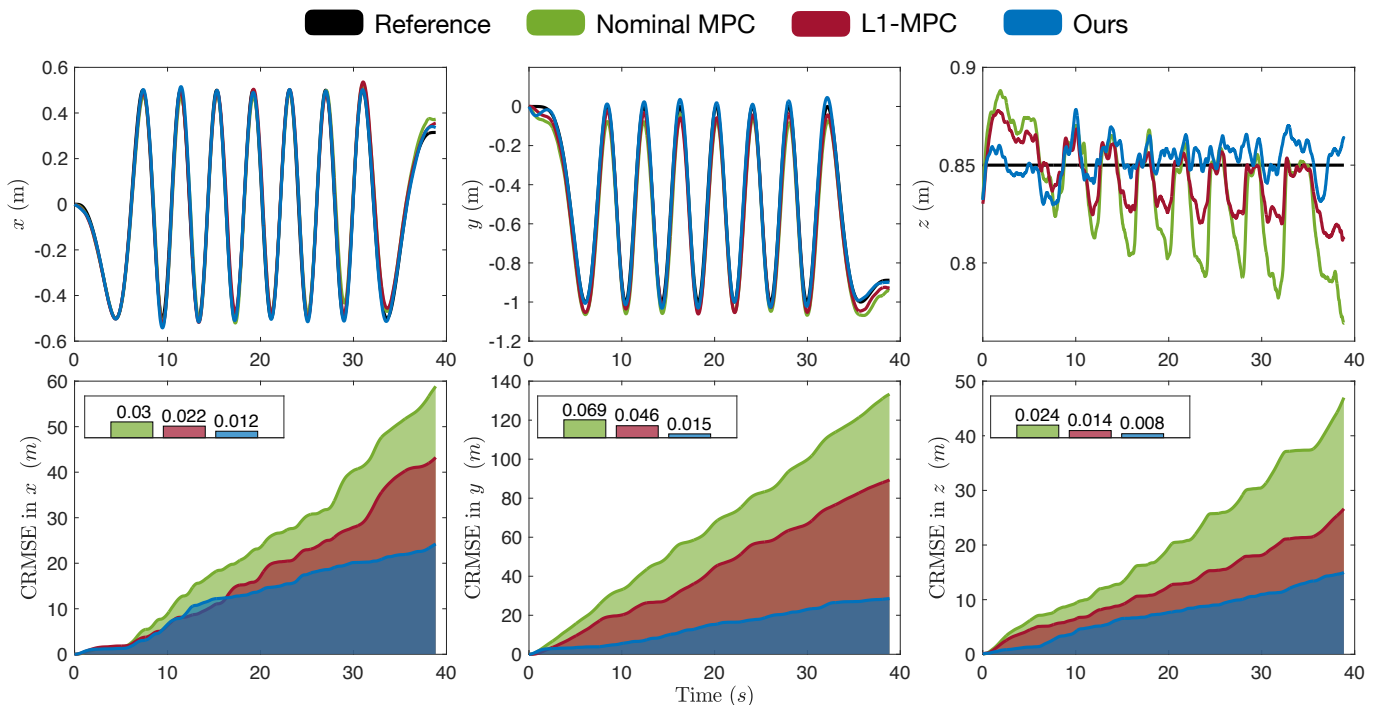 Reference Nominal MPC L1-MPC Ours
0.6
0.4
0.2
0
-0.2
-0.4
-0.6
x (m)
0 10 20 30 40
0.2
0
-0.2
-0.4
-0.6
-0.8
-1
-1.2
y (m)
0 10 20 30 40
0.9
0.85
0.8
z (m)
0 10 20 30 40
60
50
40
30
20
10
0
CRMSE in x (m)
0.03 0.022 0.012
0 10 20 30 40
140
120
100
80
60
40
20
0
CRMSE in y (m)
0.069 0.046 0.015
0 10 20 30 40
Time (s)
50
40
30
20
10
0
CRMSE in z (m)
0.024 0.014 0.008
0 10 20 30 40